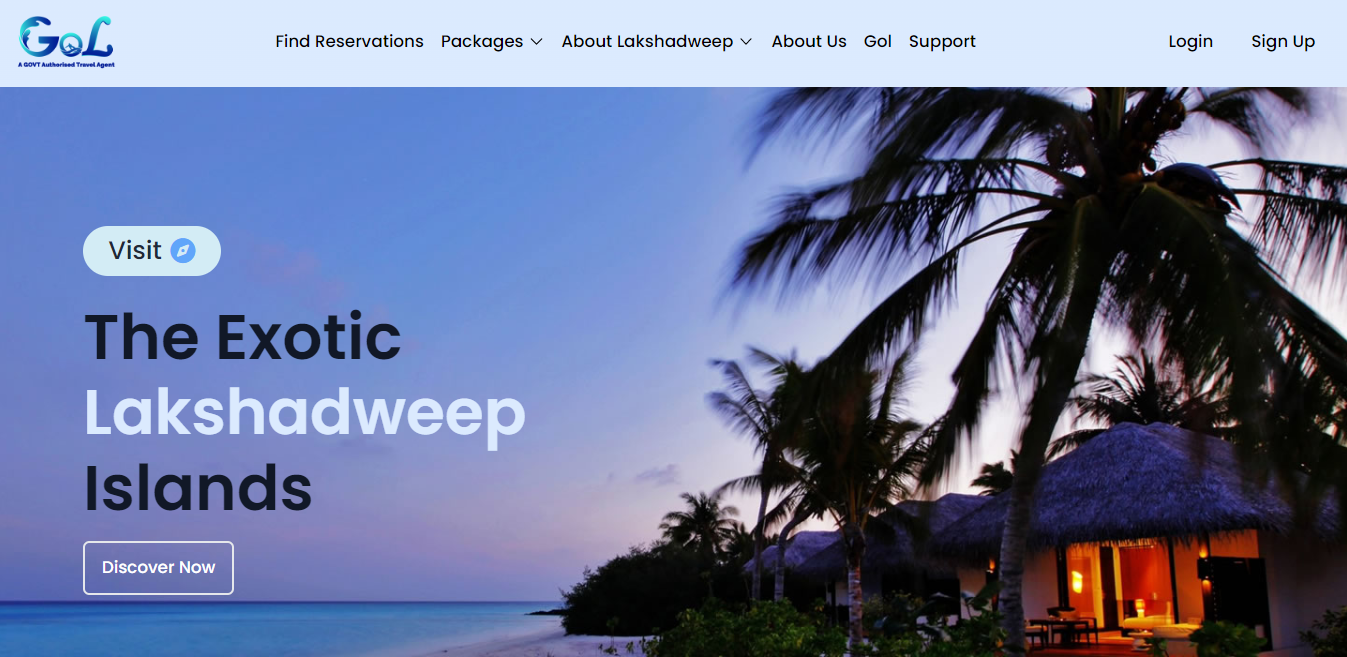 GoL
A GOVT Authorised Travel Agent
Find Reservations
Packages
About Lakshadweep
About Us
Gol
Support
Login
Sign Up
Visit
The Exotic
Lakshadweep
Islands
Discover Now